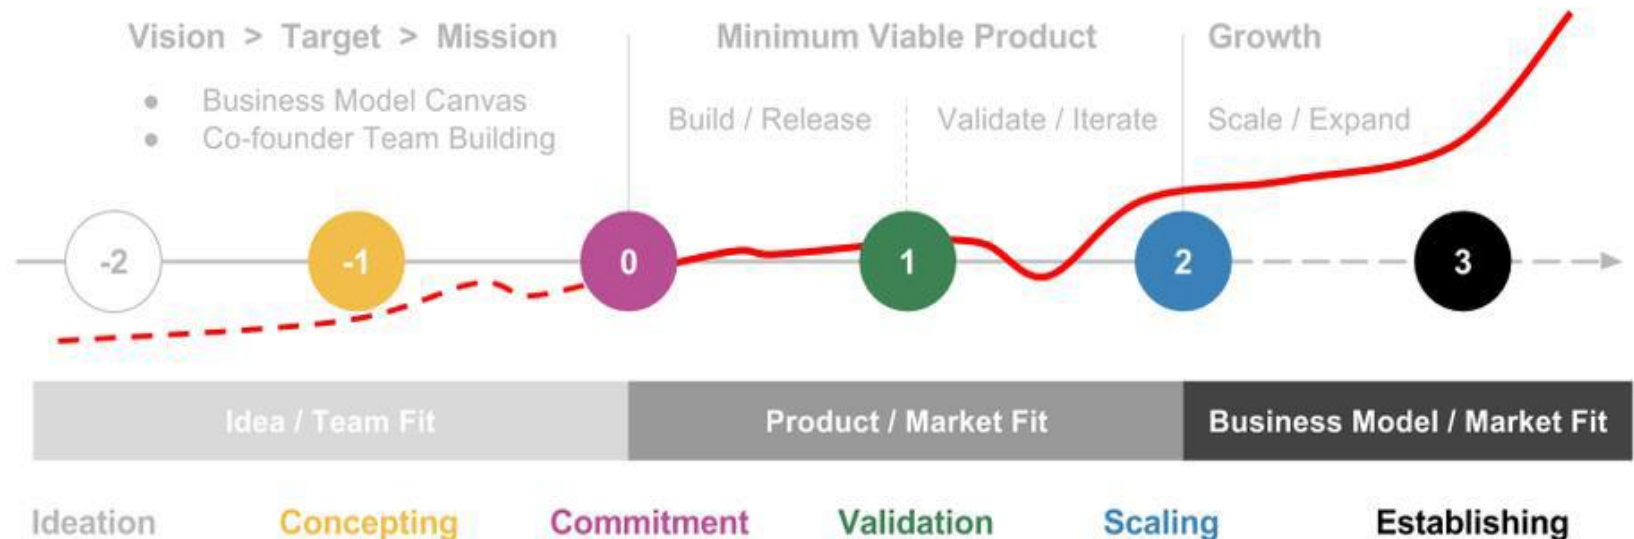 Vision > Target > Mission
● Business Model Canvas
● Co-founder Team Building
Minimum Viable Product
Build / Release
Validate / Iterate
Growth
Scale / Expand
-2
-1
0
1
2
3
Idea / Team Fit
Product / Market Fit
Business Model / Market Fit
Ideation
Concepting
Commitment
Validation
Scaling
Establishing